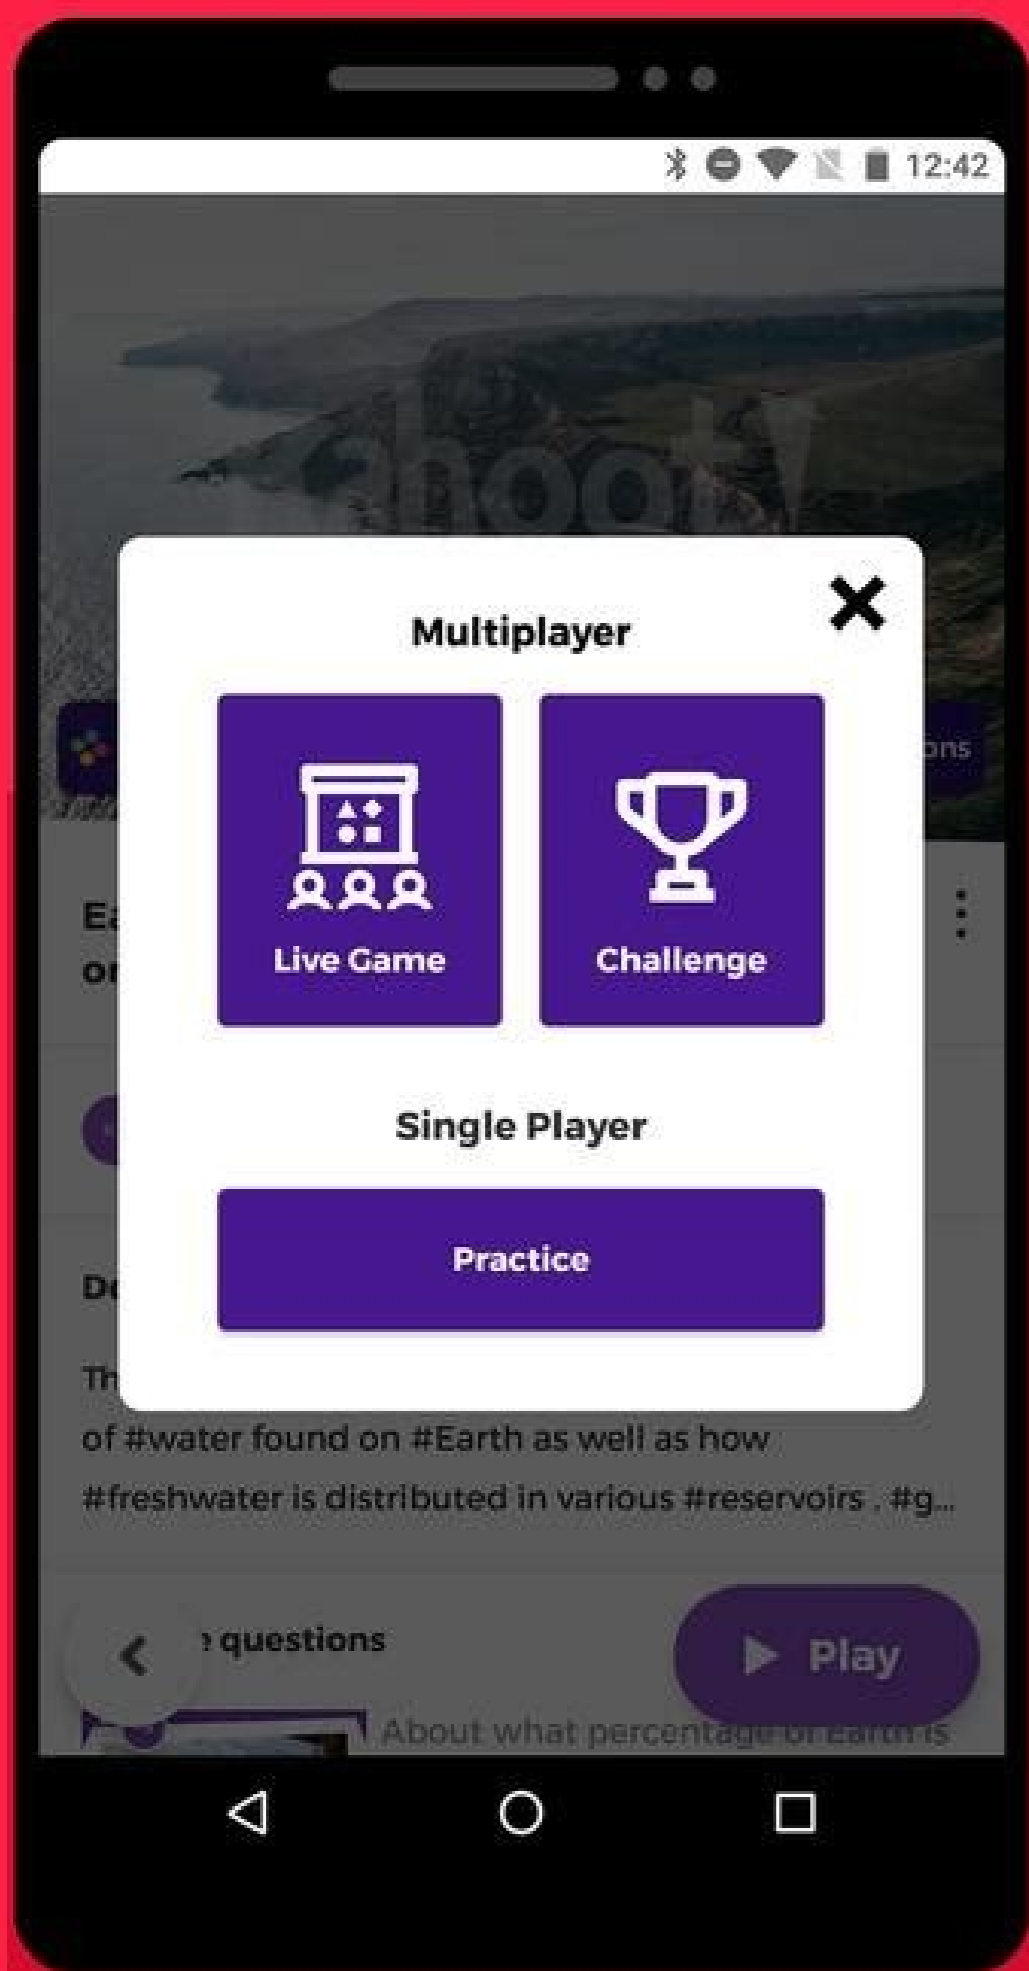 12:42
Multiplayer
Live Game
Challenge
Single Player
Practice
of #water found on #Earth as well as how
#freshwater is distributed in various #reservoirs . #g...
questions
Play
About what percentage of Earth is